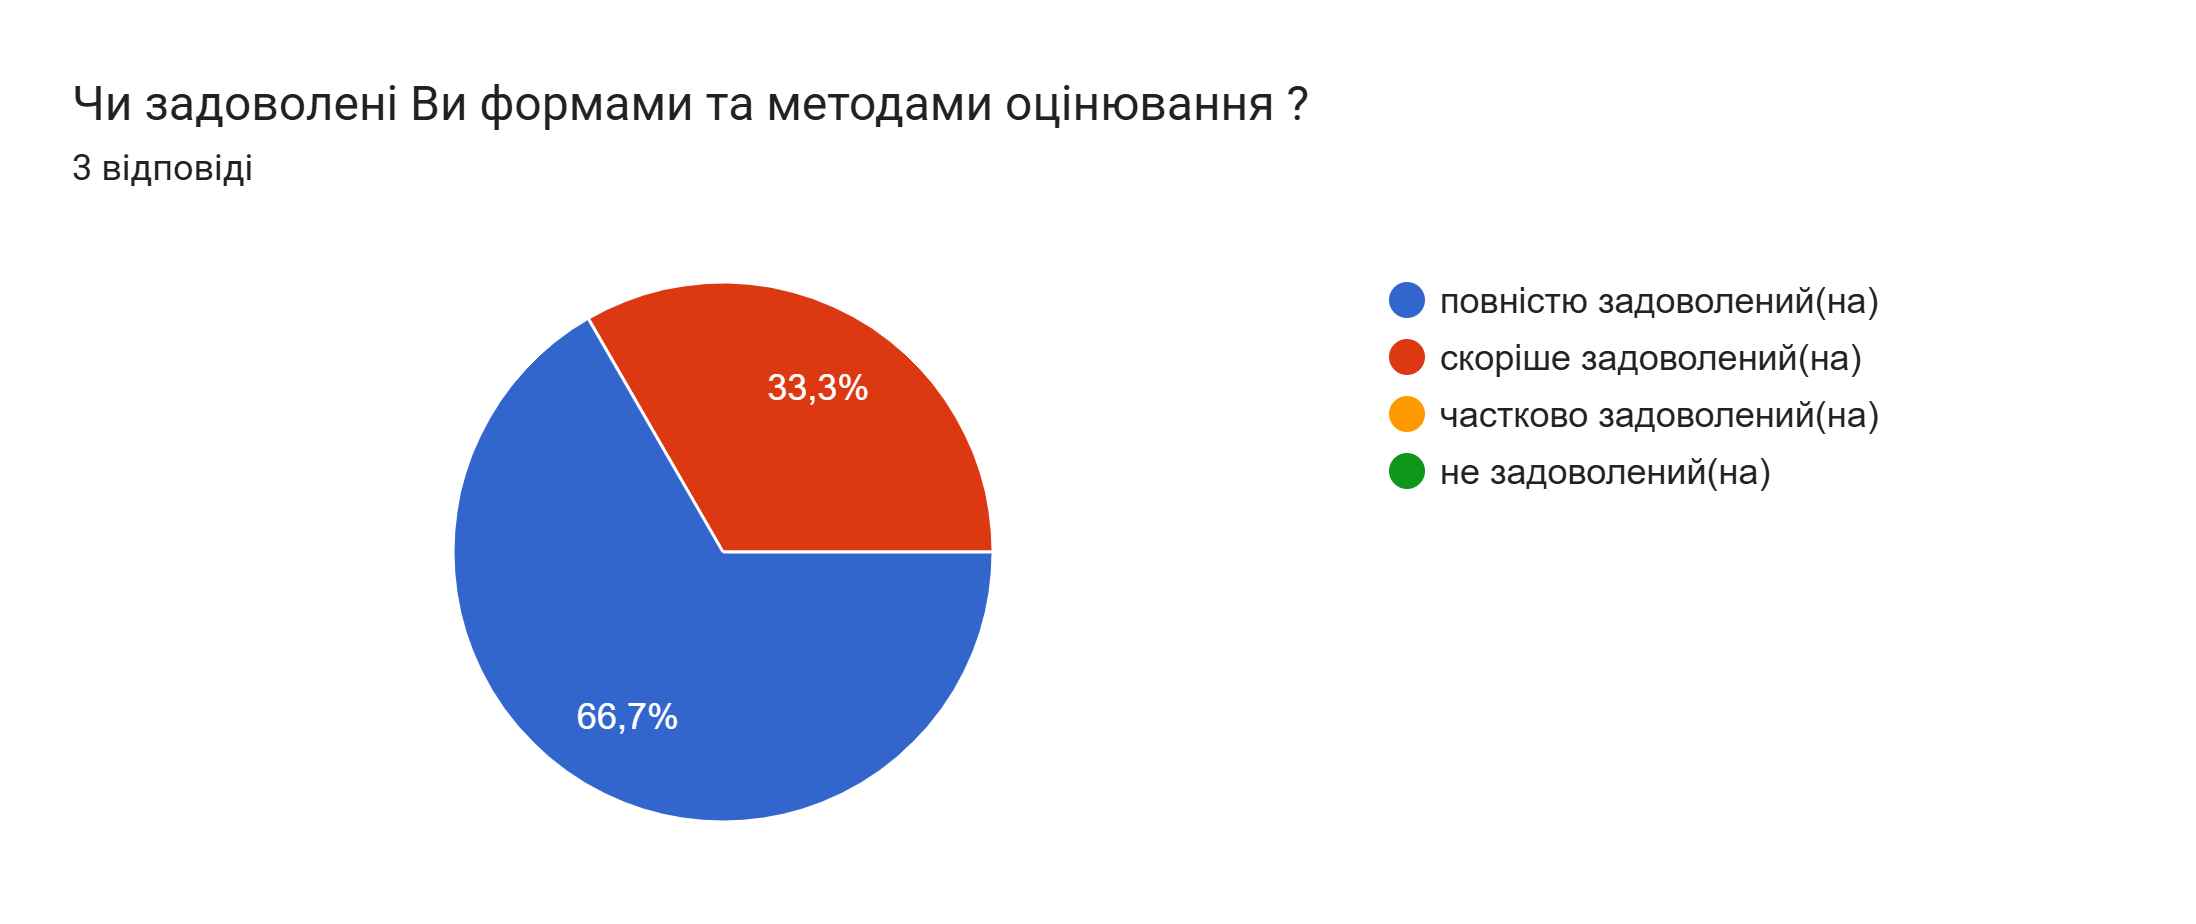 Чи задоволені Ви формами та методами оцінювання ?
3 відповіді
33,3%
66,7%
повністю задоволений(на)
скоріше задоволений(на)
частково задоволений(на)
не задоволений(на)